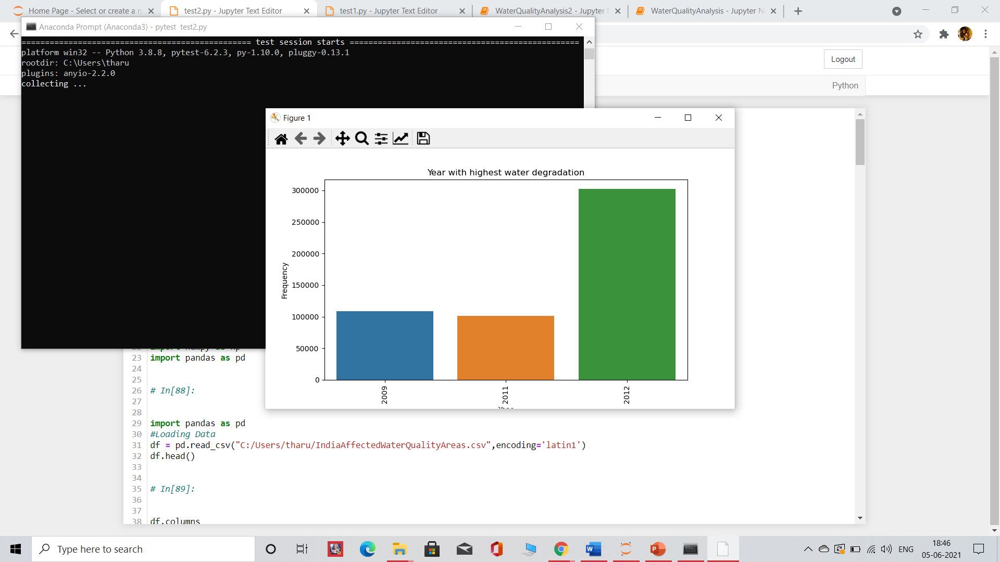 Home Page - Select or create a n
test2.py - Jupyter Text Editor
test1.py - Jupyter Text Editor
WaterQualityAnalysis2 - Jupyter
WaterQualityAnalysis - Jupyter N
Anaconda Prompt (Anaconda3) - pytest  test2.py
================================================= test session starts =================================================
platform win32 -- Python 3.8.8, pytest-6.2.3, py-1.10.0, pluggy-0.13.1
rootdir: C:\Users\tharu
plugins: anyio-2.2.0
collecting ...
Logout
Python
Figure 1
Year with highest water degradation
300000
250000
200000
150000
100000
50000
0
Frequency
2009
2011
2012
Year
22 import numpy as np
23 import pandas as pd
24
25
26 # In[88]:
27
28
29 import pandas as pd
30 #Loading Data
31 df = pd.read_csv("C:/Users/tharu/IndiaAffectedWaterQualityAreas.csv",encoding='latin1')
32 df.head()
33
34
35 # In[89]:
36
37
38 df.columns
Type here to search
ENG
18:46
05-06-2021